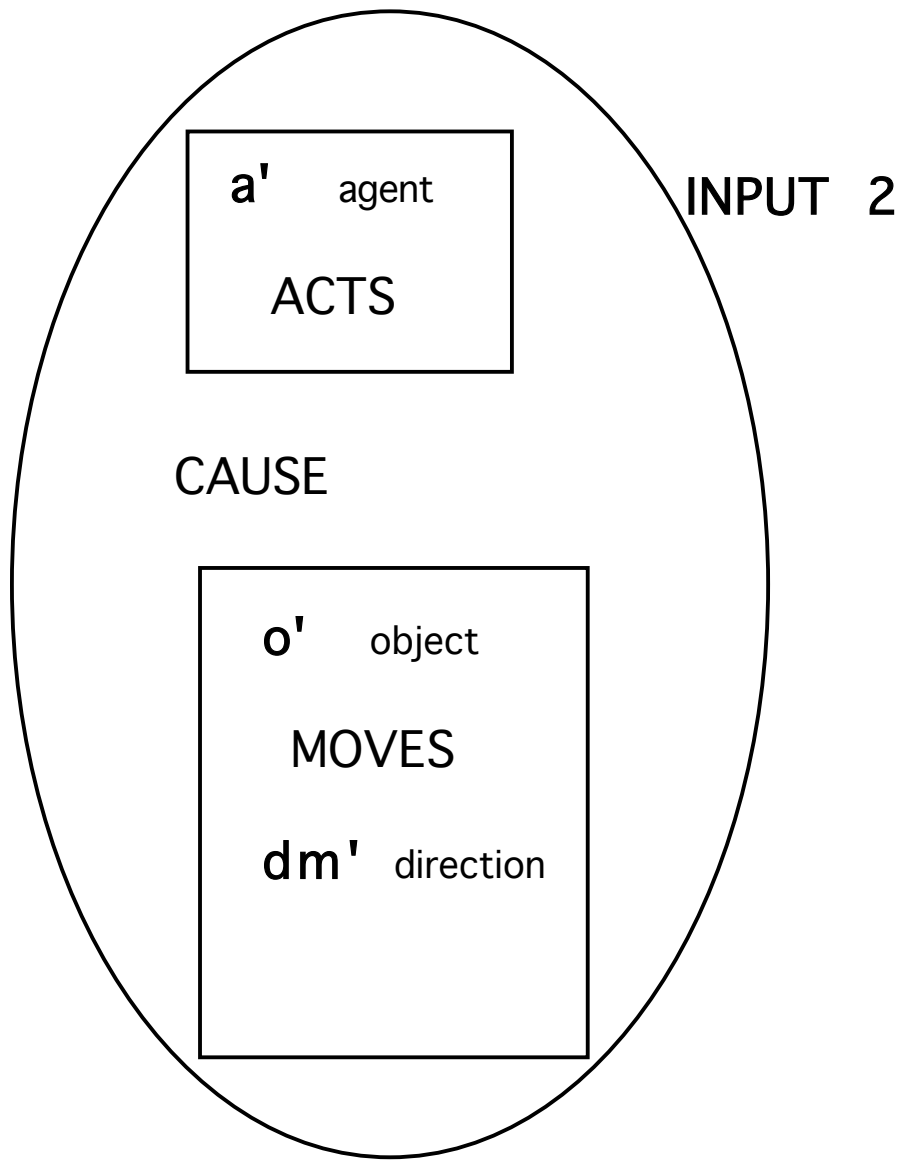 a' agent
INPUT 2
ACTS
CAUSE
o' object
MOVES
dm' direction